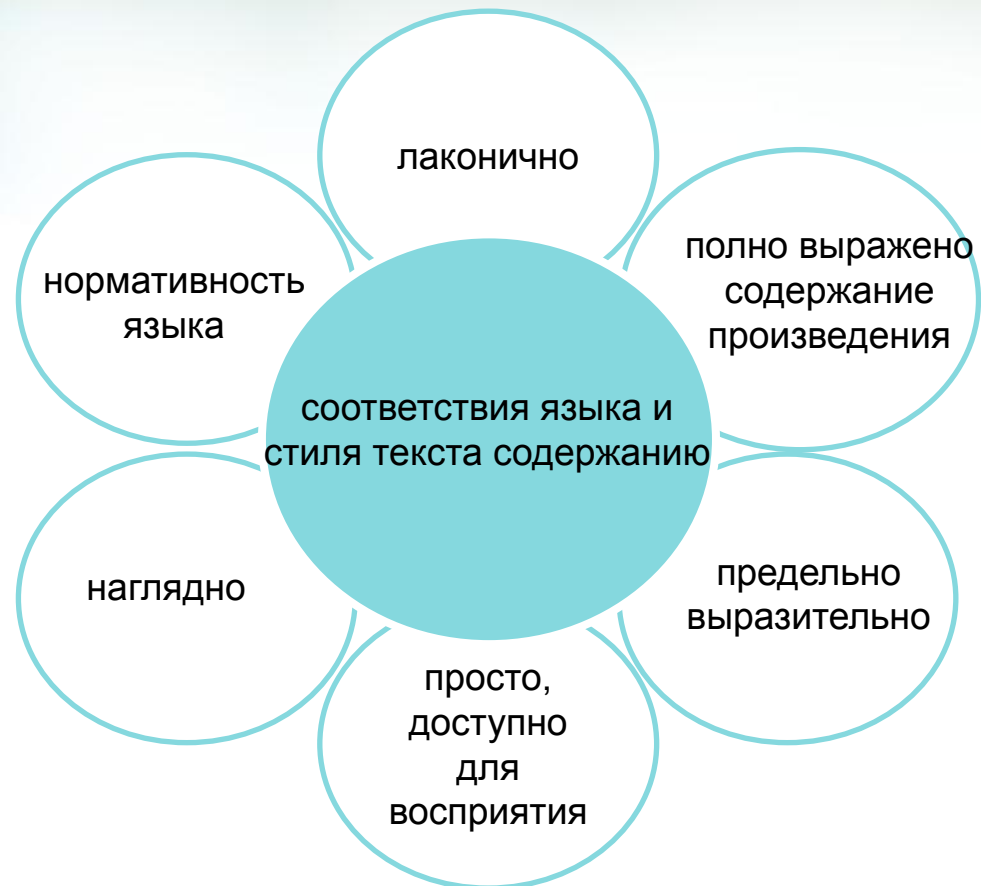 лаконично
полно выражено
содержание
произведения
нормативность
языка
соответствия языка и
стиля текста содержанию
предельно
выразительно
наглядно
просто,
доступно
для
восприятия